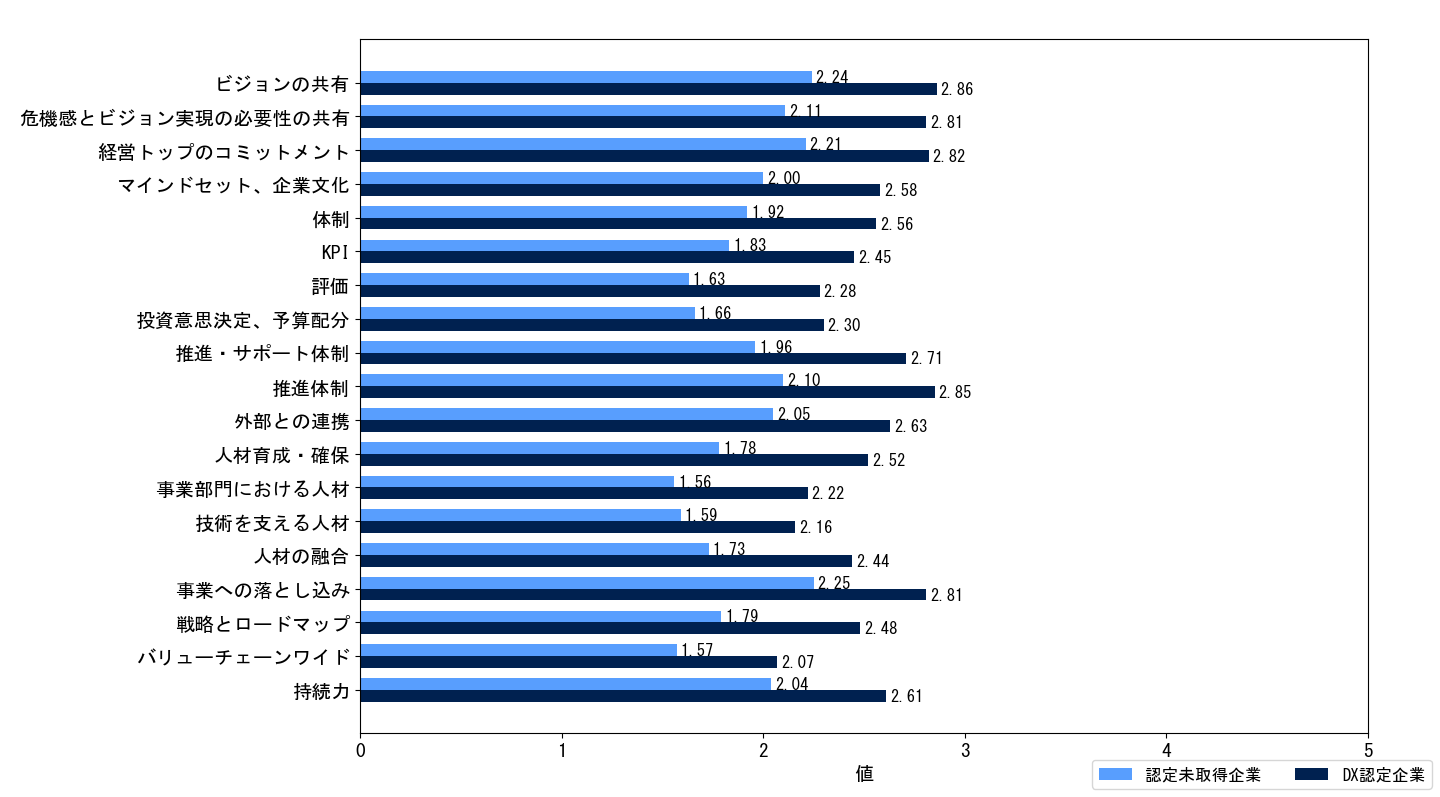 ビジョンの共有 2.24 2.86
危機感とビジョン実現の必要性の共有 2.11 2.81
経営トップのコミットメント 2.21 2.82
マインドセット、企業文化 2.00 2.58
体制 1.92 2.56
KPI 1.83 2.45
評価 1.63 2.28
投資意思決定、予算配分 1.66 2.30
推進・サポート体制 1.96 2.71
推進体制 2.10 2.85
外部との連携 2.05 2.63
人材育成・確保 1.78 2.52
事業部門における人材 1.56 2.22
技術を支える人材 1.59 2.16
人材の融合 1.73 2.44
事業への落とし込み 2.25 2.81
戦略とロードマップ 1.79 2.48
バリューチェーンワイド 1.57 2.07
持続力 2.04 2.61
0 1 2 3 4 5
値
認定未取得企業 DX認定企業